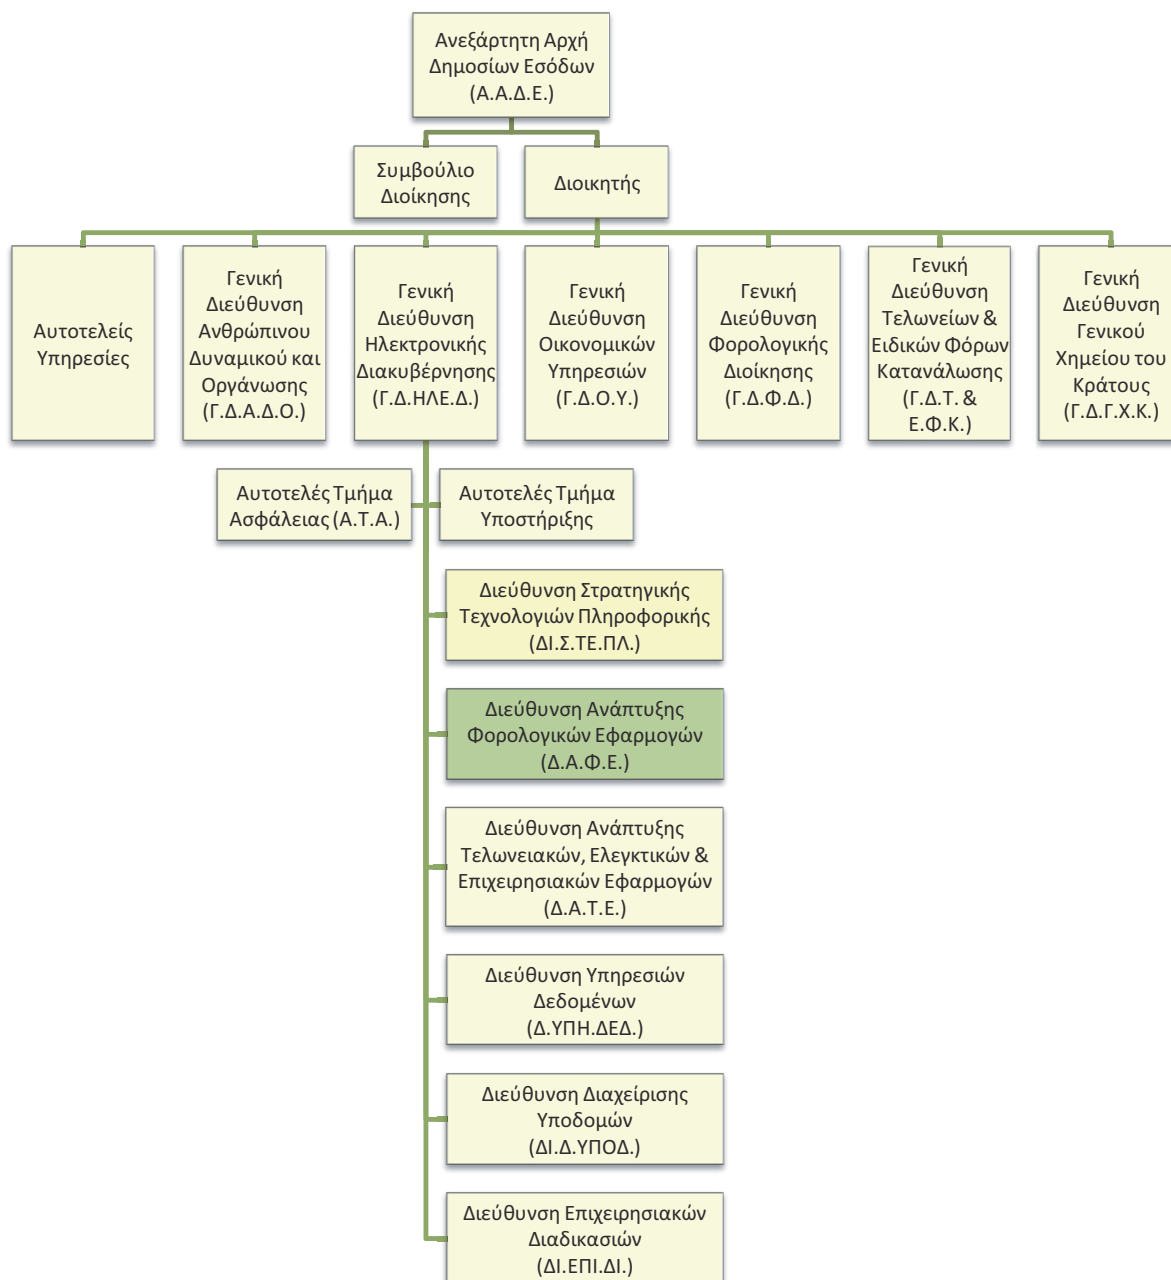 Ανεξάρτητη Αρχή
Δημοσίων Εσόδων
(Α.Α.Δ.Ε.)
Συμβούλιο
Διοίκησης
Διοικητής
Αυτοτελείς
Υπηρεσίες
Γενική
Διεύθυνση
Ανθρώπινου
Δυναμικού και
Οργάνωσης
(Γ.Δ.Α.Δ.Ο.)
Γενική
Διεύθυνση
Ηλεκτρονικής
Διακυβέρνησης
(Γ.Δ.ΗΛΕ.Δ.)
Γενική
Διεύθυνση
Οικονομικών
Υπηρεσιών
(Γ.Δ.Ο.Υ.)
Γενική
Διεύθυνση
Φορολογικής
Διοίκησης
(Γ.Δ.Φ.Δ.)
Γενική
Διεύθυνση
Τελωνείων &
Ειδικών Φόρων
Κατανάλωσης
(Γ.Δ.Τ. &
Ε.Φ.Κ.)
Γενική
Διεύθυνση
Γενικού
Χημείου του
Κράτους
(Γ.Δ.Γ.Χ.Κ.)
Αυτοτελές Τμήμα
Ασφάλειας (Α.Τ.Α.)
Αυτοτελές Τμήμα
Υποστήριξης
Διεύθυνση Στρατηγικής
Τεχνολογιών Πληροφορικής
(ΔΙ.Σ.ΤΕ.ΠΛ.)
Διεύθυνση Ανάπτυξης
Φορολογικών Εφαρμογών
(Δ.Α.Φ.Ε.)
Διεύθυνση Ανάπτυξης
Τελωνειακών, Ελεγκτικών &
Επιχειρησιακών Εφαρμογών
(Δ.Α.Τ.Ε.)
Διεύθυνση Υπηρεσιών
Δεδομένων
(Δ.ΥΠΗ.ΔΕΔ.)
Διεύθυνση Διαχείρισης
Υποδομών
(ΔΙ.Δ.ΥΠΟΔ.)
Διεύθυνση Επιχειρησιακών
Διαδικασιών
(ΔΙ.ΕΠΙ.ΔΙ.)